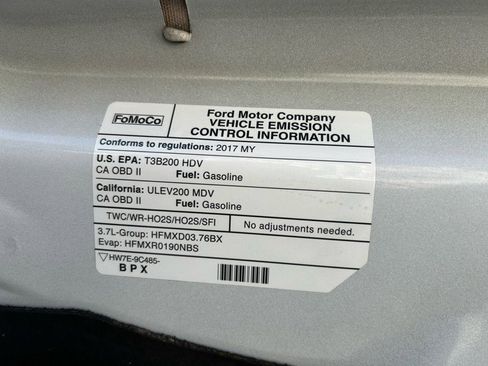 FoMoCo
Ford Motor Company
VEHICLE EMISSION
CONTROL INFORMATION
Conforms to regulations: 2017 MY
U.S. EPA: T3B200 HDV
CA OBD II Fuel: Gasoline
California: ULEV200 MDV
CA OBD II Fuel: Gasoline
TWC/WR-HO2S/HO2S/SFI No adjustments needed.
3.7L-Group: HFMXD03.76BX
Evap: HFMXR0190NBS
HW7E-9C485-
BPX